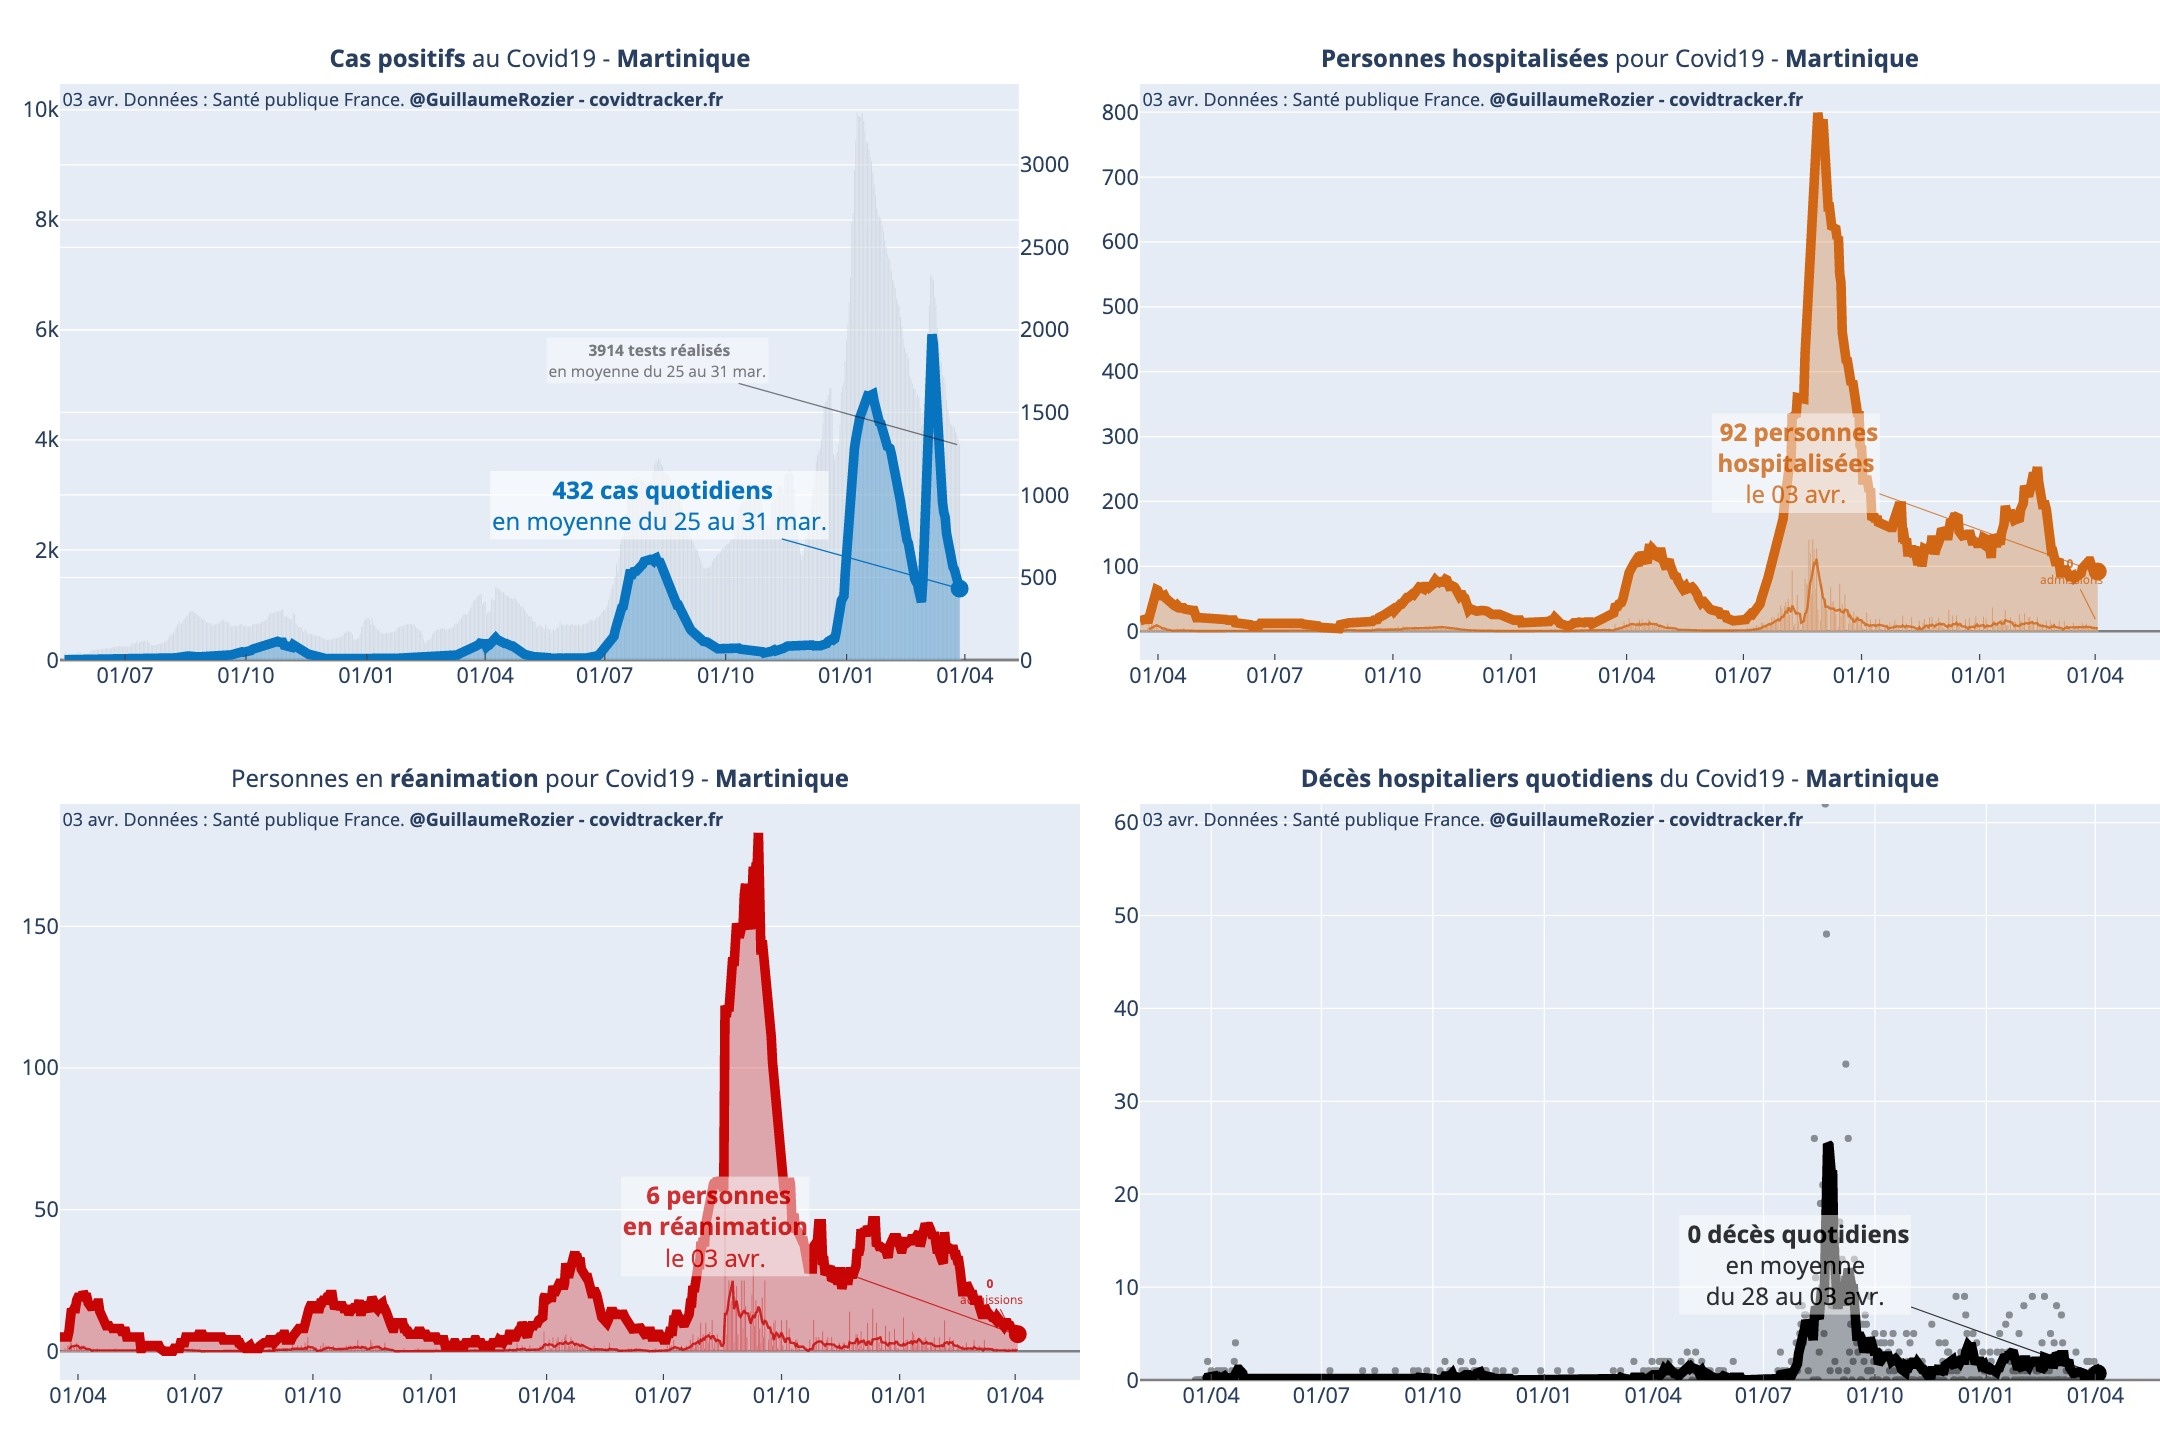 Cas positifs au Covid19 - Martinique
03 avr. Données : Santé publique France. @GuillaumeRozier - covidtracker.fr
10k
8k
6k
4k
2k
0
3000
2500
2000
1500
1000
500
0
3914 tests réalisés
en moyenne du 25 au 31 mar.
432 cas quotidiens
en moyenne du 25 au 31 mar.
01/07 01/10 01/01 01/04 01/07 01/10 01/01 01/04
Personnes hospitalisées pour Covid19 - Martinique
03 avr. Données : Santé publique France. @GuillaumeRozier - covidtracker.fr
800
700
600
500
400
300
200
100
0
92 personnes
hospitalisées
le 03 avr.
admissions
01/04 01/07 01/10 01/01 01/04 01/07 01/10 01/01 01/04
Personnes en réanimation pour Covid19 - Martinique
03 avr. Données : Santé publique France. @GuillaumeRozier - covidtracker.fr
150
100
50
0
6 personnes
en réanimation
le 03 avr.
0
admissions
01/04 01/07 01/10 01/01 01/04 01/07 01/10 01/01 01/04
Décès hospitaliers quotidiens du Covid19 - Martinique
03 avr. Données : Santé publique France. @GuillaumeRozier - covidtracker.fr
60
50
40
30
20
10
0
0 décès quotidiens
en moyenne
du 28 au 03 avr.
01/04 01/07 01/10 01/01 01/04 01/07 01/10 01/01 01/04